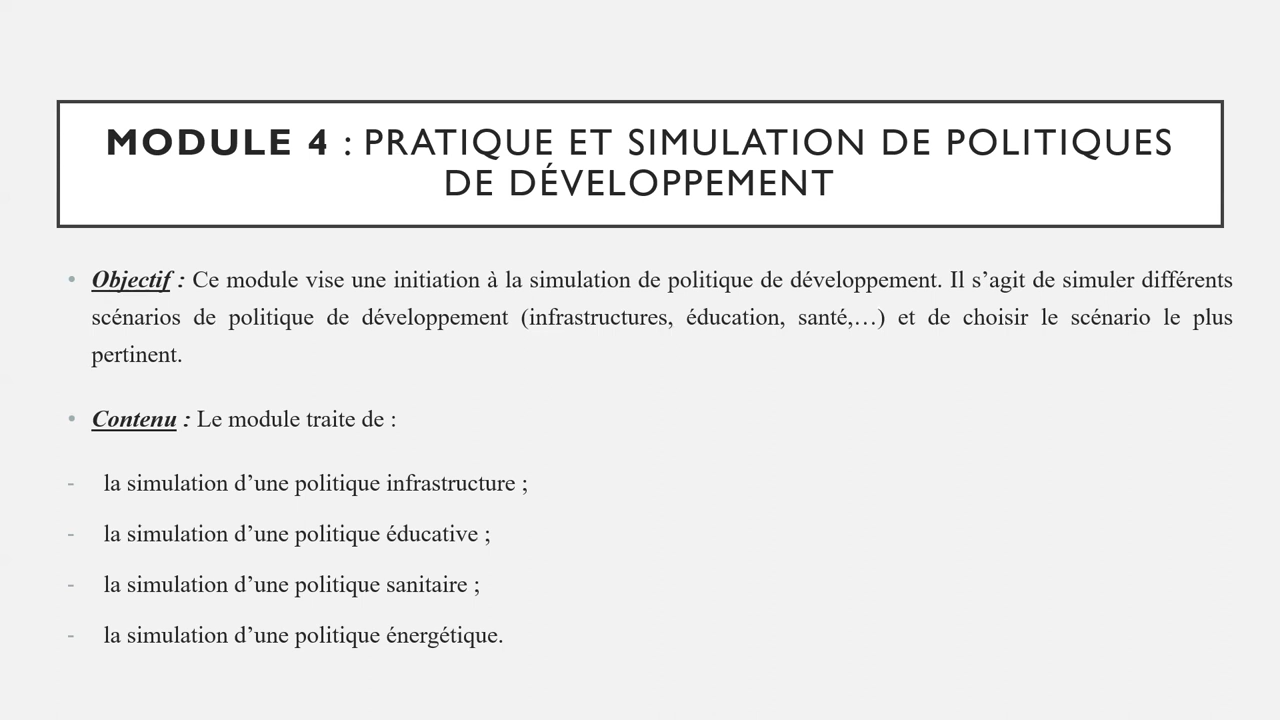 MODULE 4 : PRATIQUE ET SIMULATION DE POLITIQUES
DE DÉVELOPPEMENT
• Objectif : Ce module vise une initiation à la simulation de politique de développement. Il s’agit de simuler différents
scénarios de politique de développement (infrastructures, éducation, santé,…) et de choisir le scénario le plus
pertinent.
• Contenu : Le module traite de :
- la simulation d’une politique infrastructure ;
- la simulation d’une politique éducative ;
- la simulation d’une politique sanitaire ;
- la simulation d’une politique énergétique.